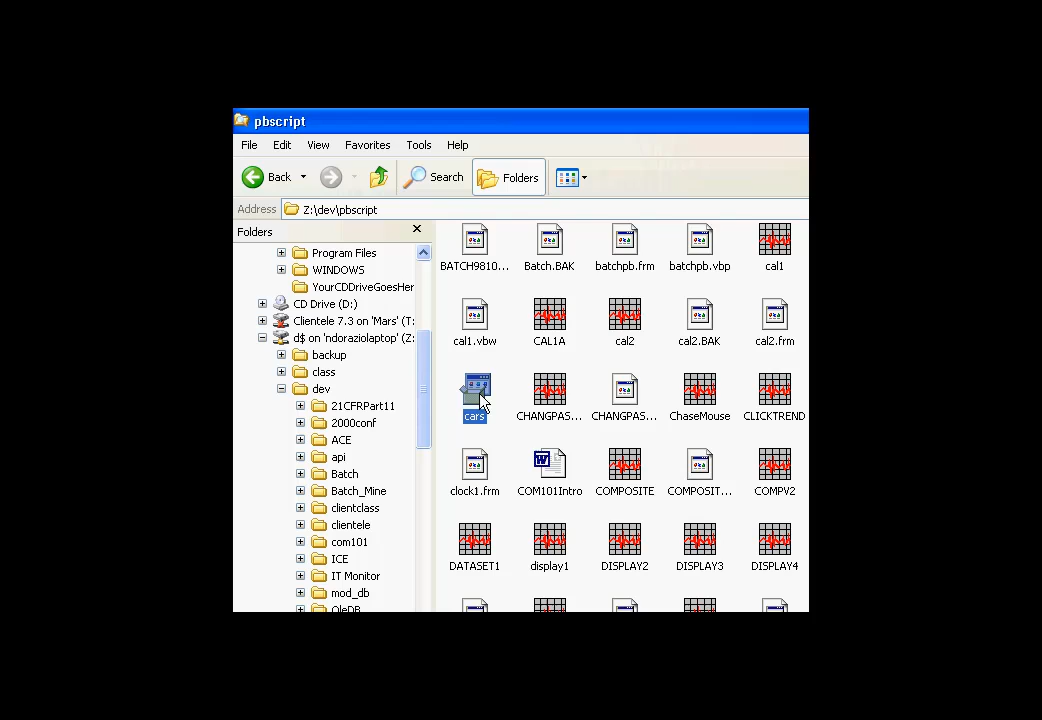 pbscript
File Edit View Favorites Tools Help
Back Search Folders
Address Z:\dev\pbscript
Folders
Program Files
WINDOWS
YourCDDriveGoesHer
CD Drive (D:)
Clientele 7.3 on 'Mars' (T:
d$ on 'ndoraziolaptop' (Z:
backup
class
dev
21CFRPart11
2000conf
ACE
api
Batch
Batch_Mine
clientclass
clientele
com101
ICE
IT Monitor
mod_db
OleDB
BATCH9810... Batch.BAK batchpb.frm batchpb.vbp cal1
cal1.vbw CAL1A cal2 cal2.BAK cal2.frm
cars CHANGPAS... CHANGPAS... ChaseMouse CLICKTREND
clock1.frm COM101Intro COMPOSITE COMPOSIT... COMPV2
DATASET1 display1 DISPLAY2 DISPLAY3 DISPLAY4